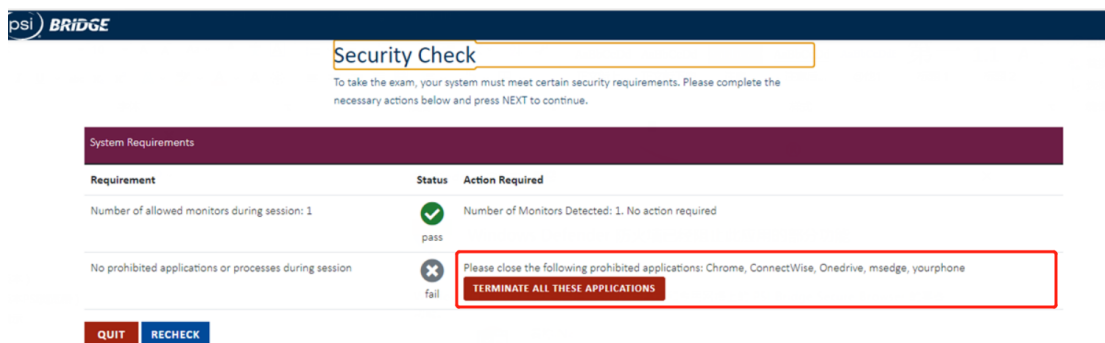 psi) BRiDGE
Security Check
To take the exam, your system must meet certain security requirements. Please complete the
necessary actions below and press NEXT to continue.
System Requirements
Requirement Status Action Required
Number of allowed monitors during session: 1 pass Number of Monitors Detected: 1. No action required
No prohibited applications or processes during session fail Please close the following prohibited applications: Chrome, ConnectWise, Onedrive, msedge, yourphone
TERMINATE ALL THESE APPLICATIONS
QUIT RECHECK